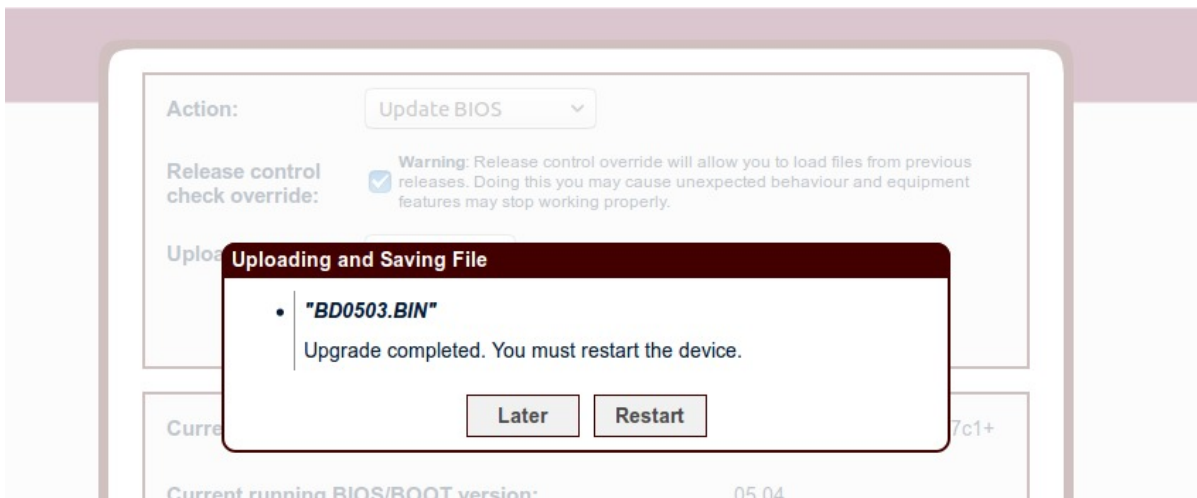 Action:
Update BIOS
Release control
check override:
Warning: Release control override will allow you to load files from previous
releases. Doing this you may cause unexpected behaviour and equipment
features may stop working properly.
Uploading and Saving File
"BD0503.BIN"
Upgrade completed. You must restart the device.
Later
Restart
7c1+
Current running BIOS/BOOT version:
05.04